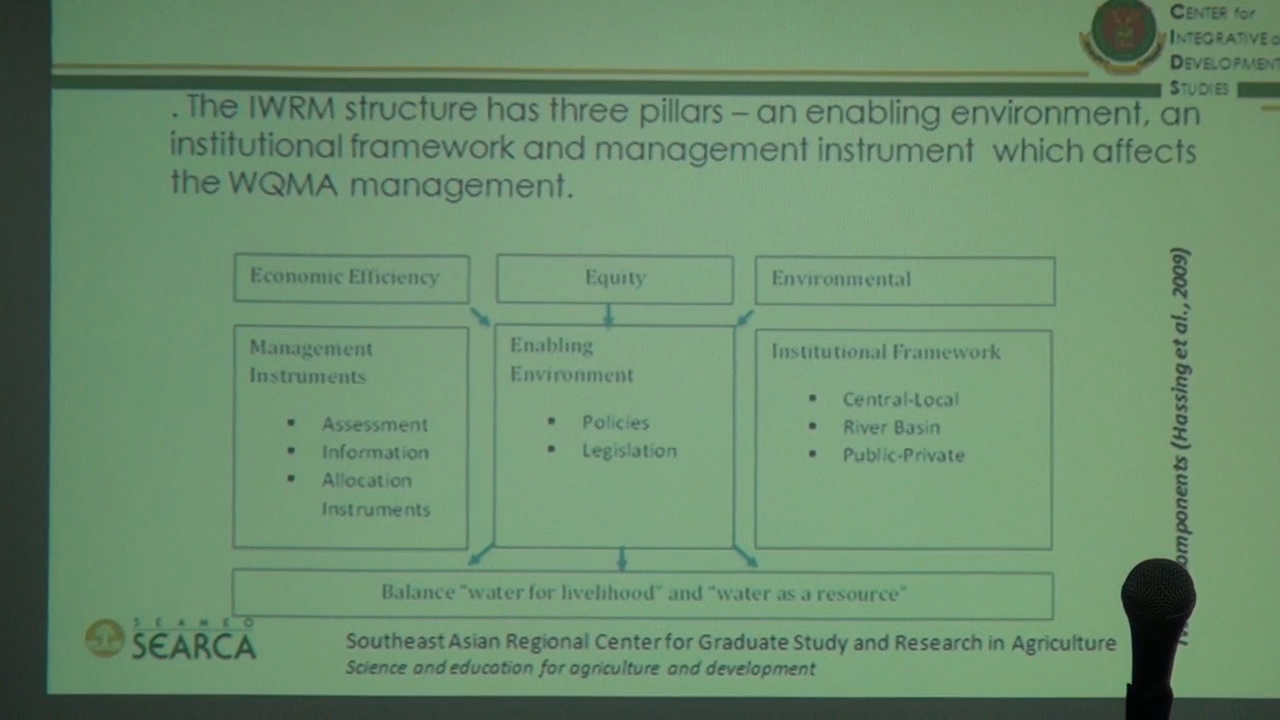 CENTER for
INTEGRATIVE
DEVELOPMENT
STUDIES
. The IWRM structure has three pillars – an enabling environment, an
institutional framework and management instrument which affects
the WQMA management.
Economic Efficiency
Equity
Environmental
Management
Instruments
▪ Assessment
▪ Information
▪ Allocation
Instruments
Enabling
Environment
▪ Policies
▪ Legislation
Institutional Framework
▪ Central-Local
▪ River Basin
▪ Public-Private
Balance "water for livelihood" and "water as a resource"
(Hassing et al., 2009)
SEAMEO
SEARCA
Southeast Asian Regional Center for Graduate Study and Research in Agriculture
Science and education for agriculture and development